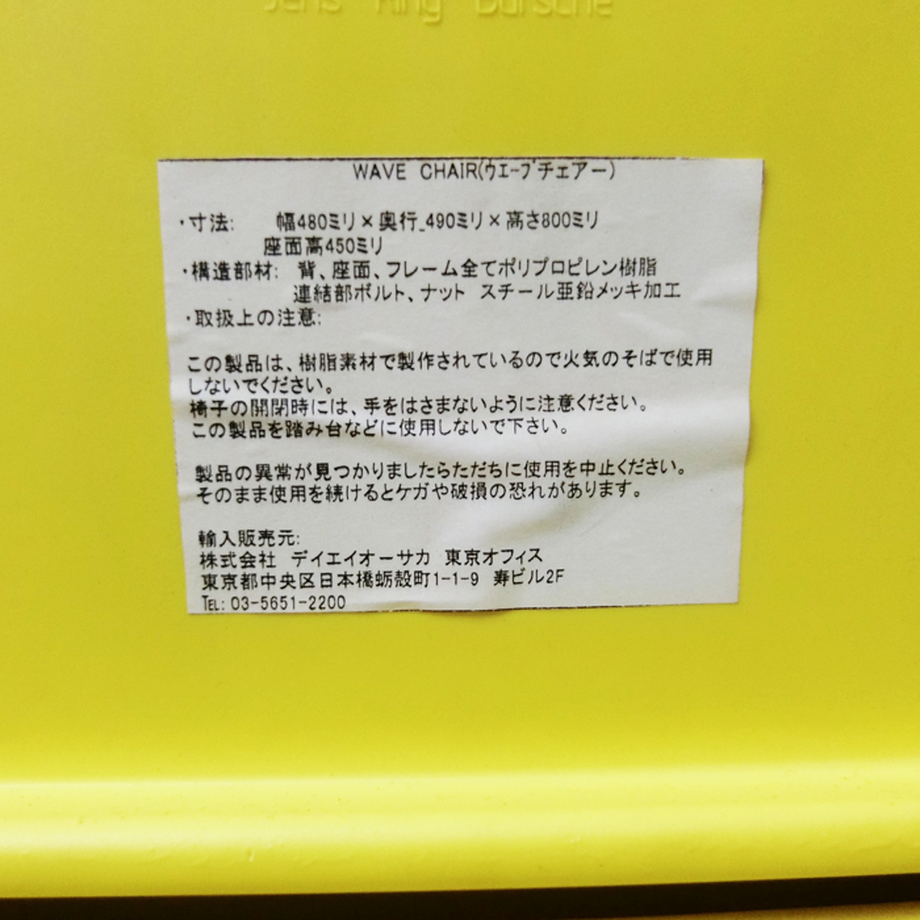 WAVE CHAIR(ウエーブチェアー)
・寸法: 幅480ミリ×奥行_490ミリ×高さ800ミリ
座面高450ミリ
・構造部材: 背、座面、フレーム全てポリプロピレン樹脂
連結部ボルト、ナット スチール亜鉛メッキ加工
・取扱上の注意:
この製品は、樹脂素材で製作されているので火気のそばで使用
しないでください。
椅子の開閉時には、手をはさまないように注意ください。
この製品を踏み台などに使用しないで下さい。
製品の異常が見つかりましたらただちに使用を中止ください。
そのまま使用を続けるとケガや破損の恐れがあります。
輸入販売元:
株式会社 デイエイオーサカ 東京オフィス
東京都中央区日本橋蛎殻町1-1-9 寿ビル2F
TEL: 03-5651-2200